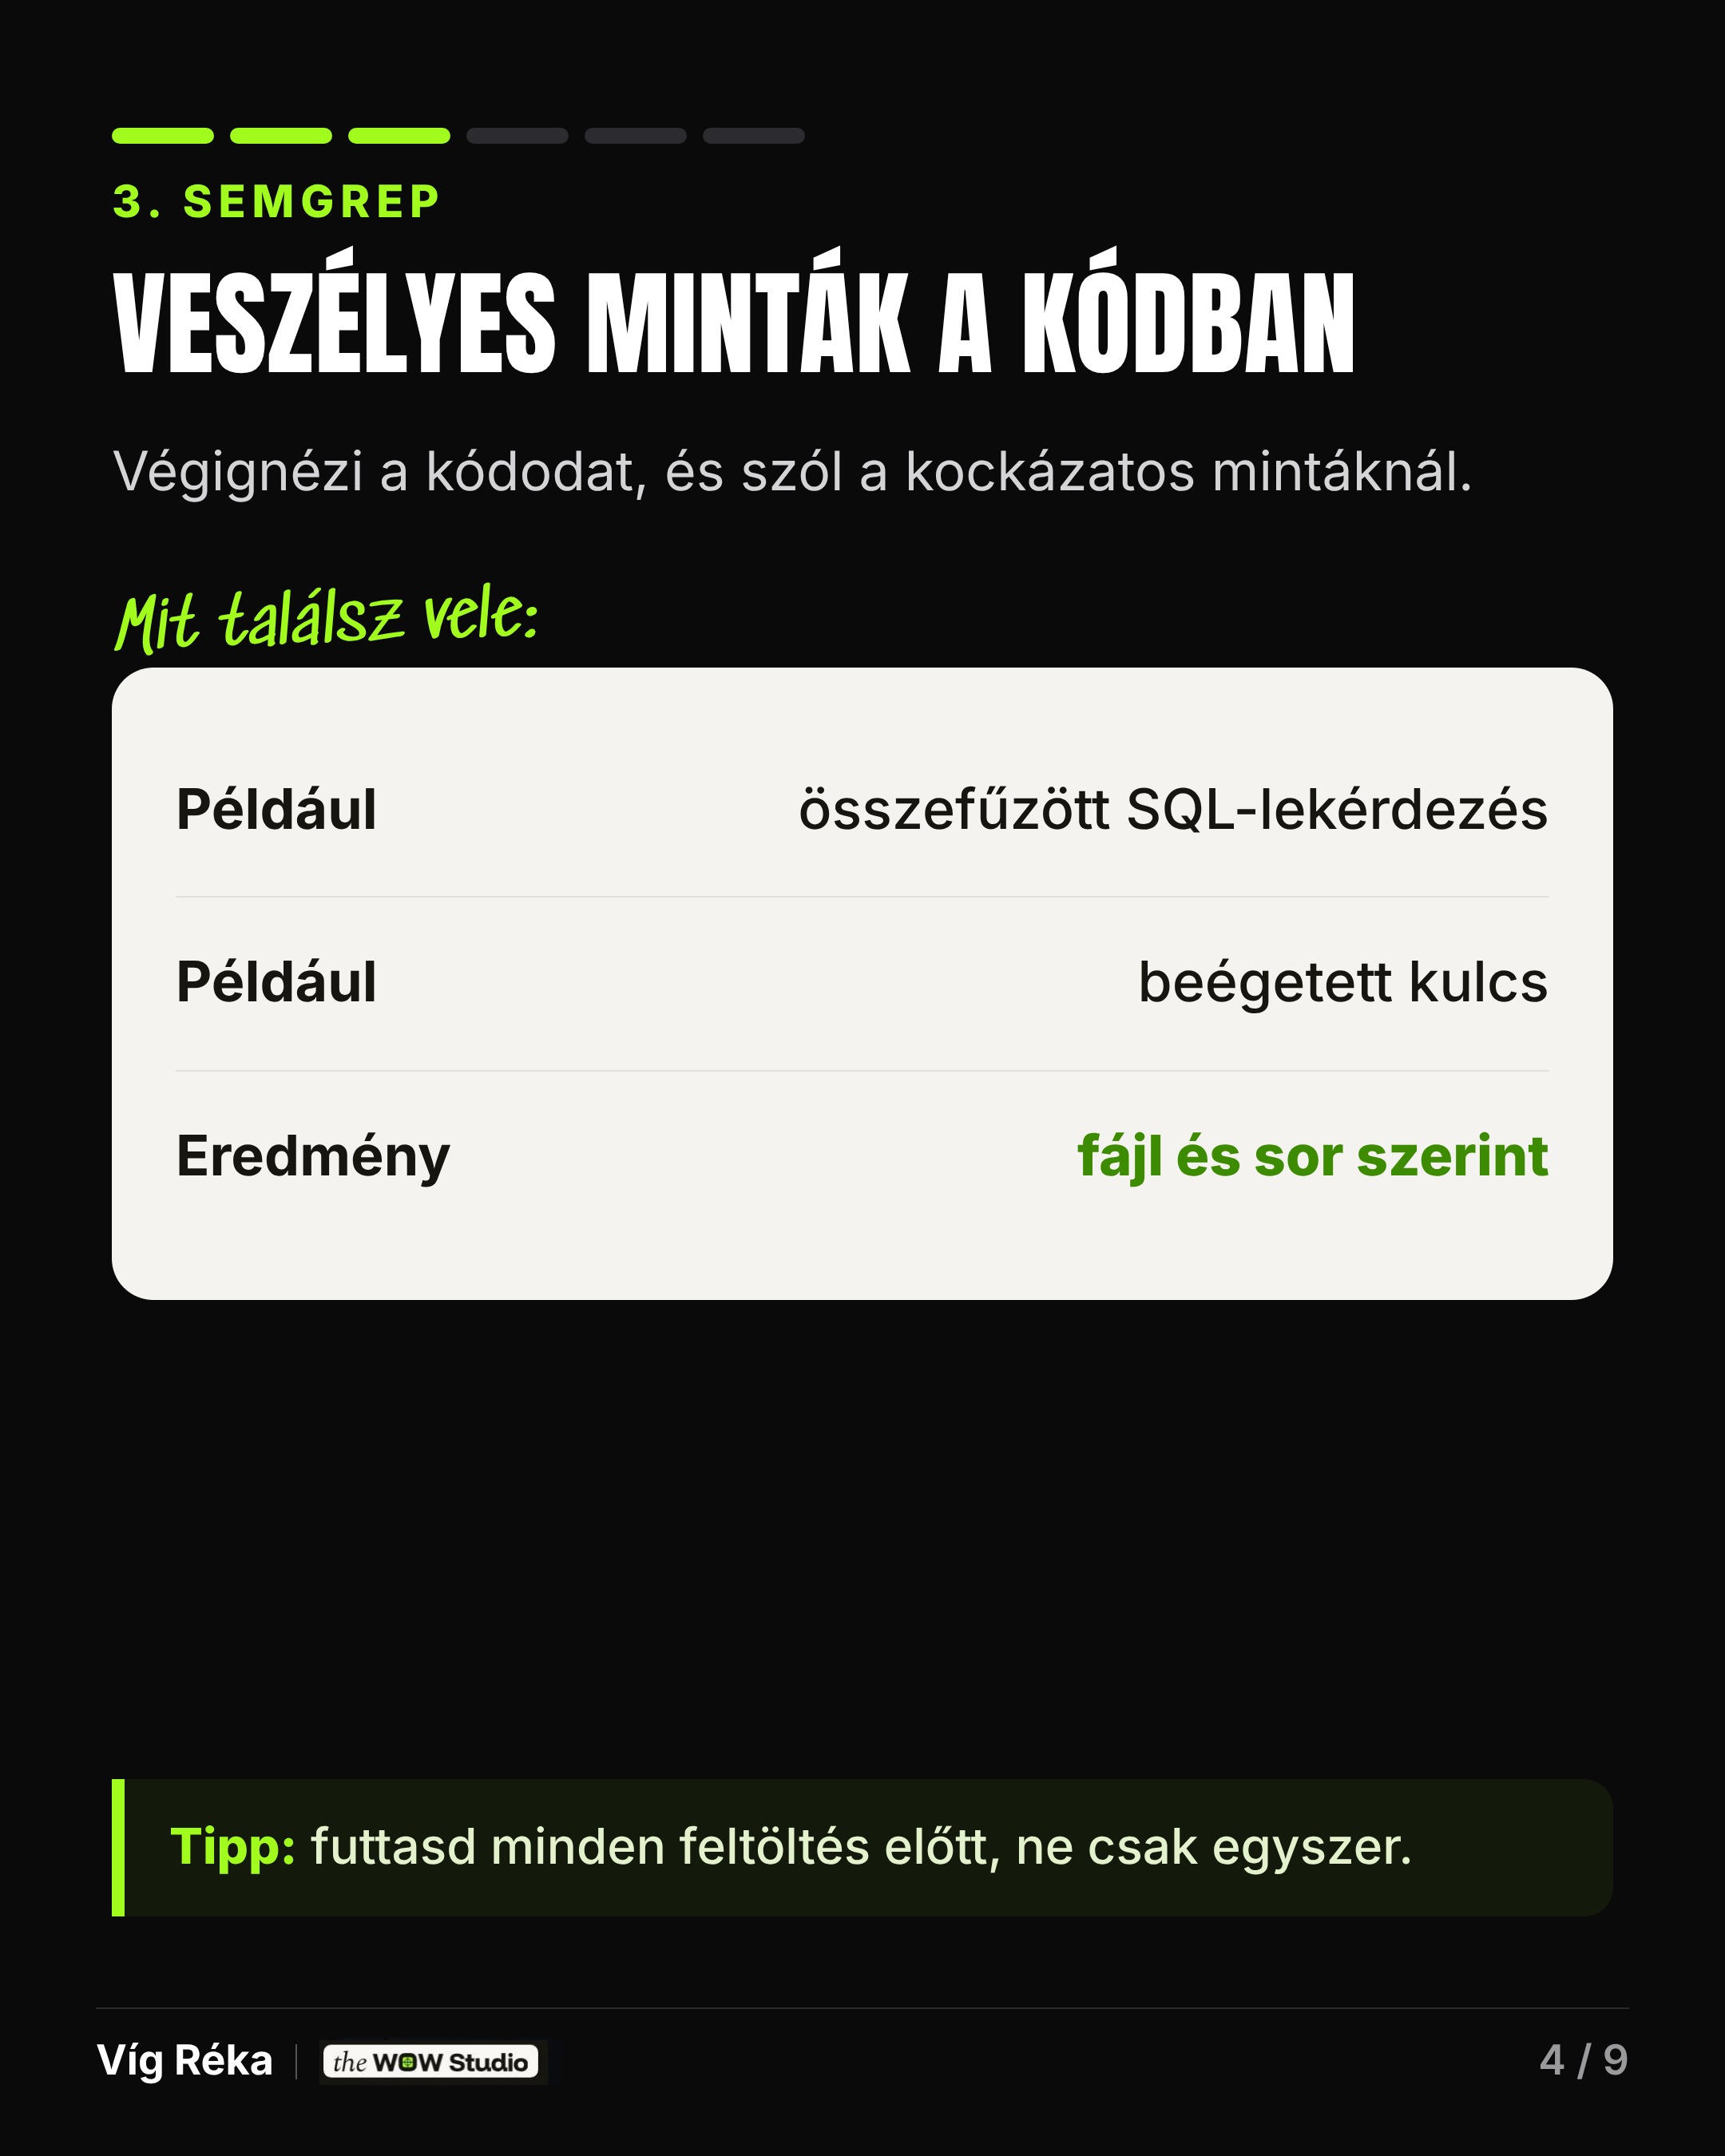 3. SEMGREP
VESZÉLYES MINTÁK A KÓDBAN
Végignézi a kódodat, és szól a kockázatos mintáknál.
Mit találsz vele:
Például összefűzött SQL-lekérdezés
Például beégetett kulcs
Eredmény fájl és sor szerint
Tipp: futtasd minden feltöltés előtt, ne csak egyszer.
Víg Réka the WOW Studio 4 / 9